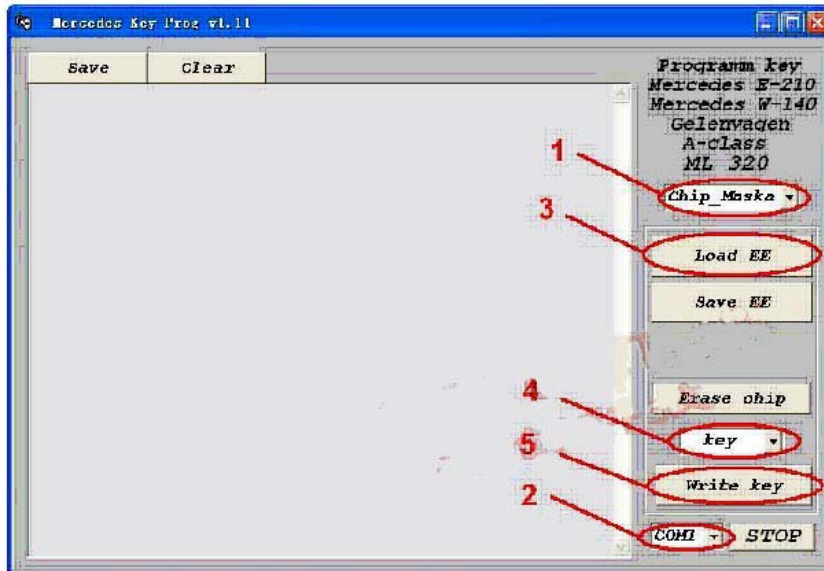 Mercedes Key Prog v1.11
Save Clear
Programm key
Mercedes E-210
Mercedes W-140
Gelenvagen
A-class
ML 320
1
Chip_Maska
3
Load EE
Save EE
Erase chip
4
key
5
Write key
2
COM1 STOP